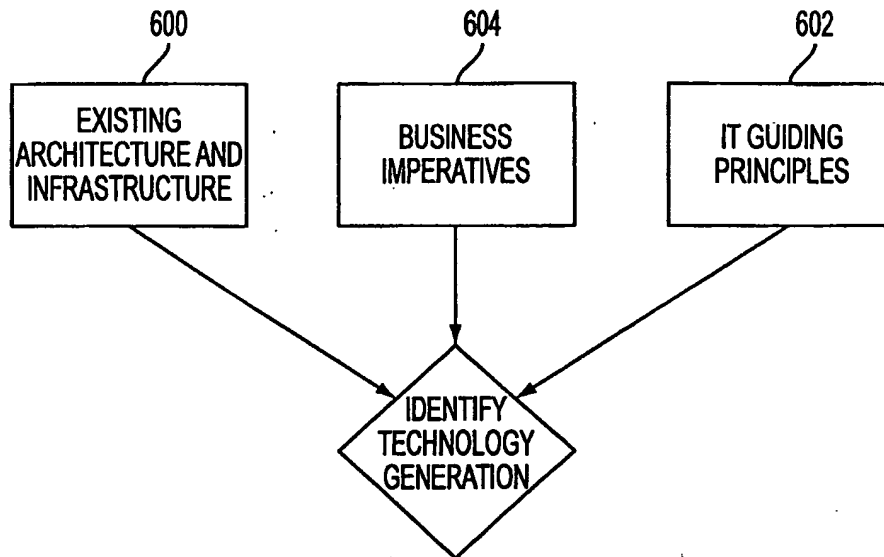 600
604
602
EXISTING
ARCHITECTURE AND
INFRASTRUCTURE
BUSINESS
IMPERATIVES
IT GUIDING
PRINCIPLES
IDENTIFY
TECHNOLOGY
GENERATION